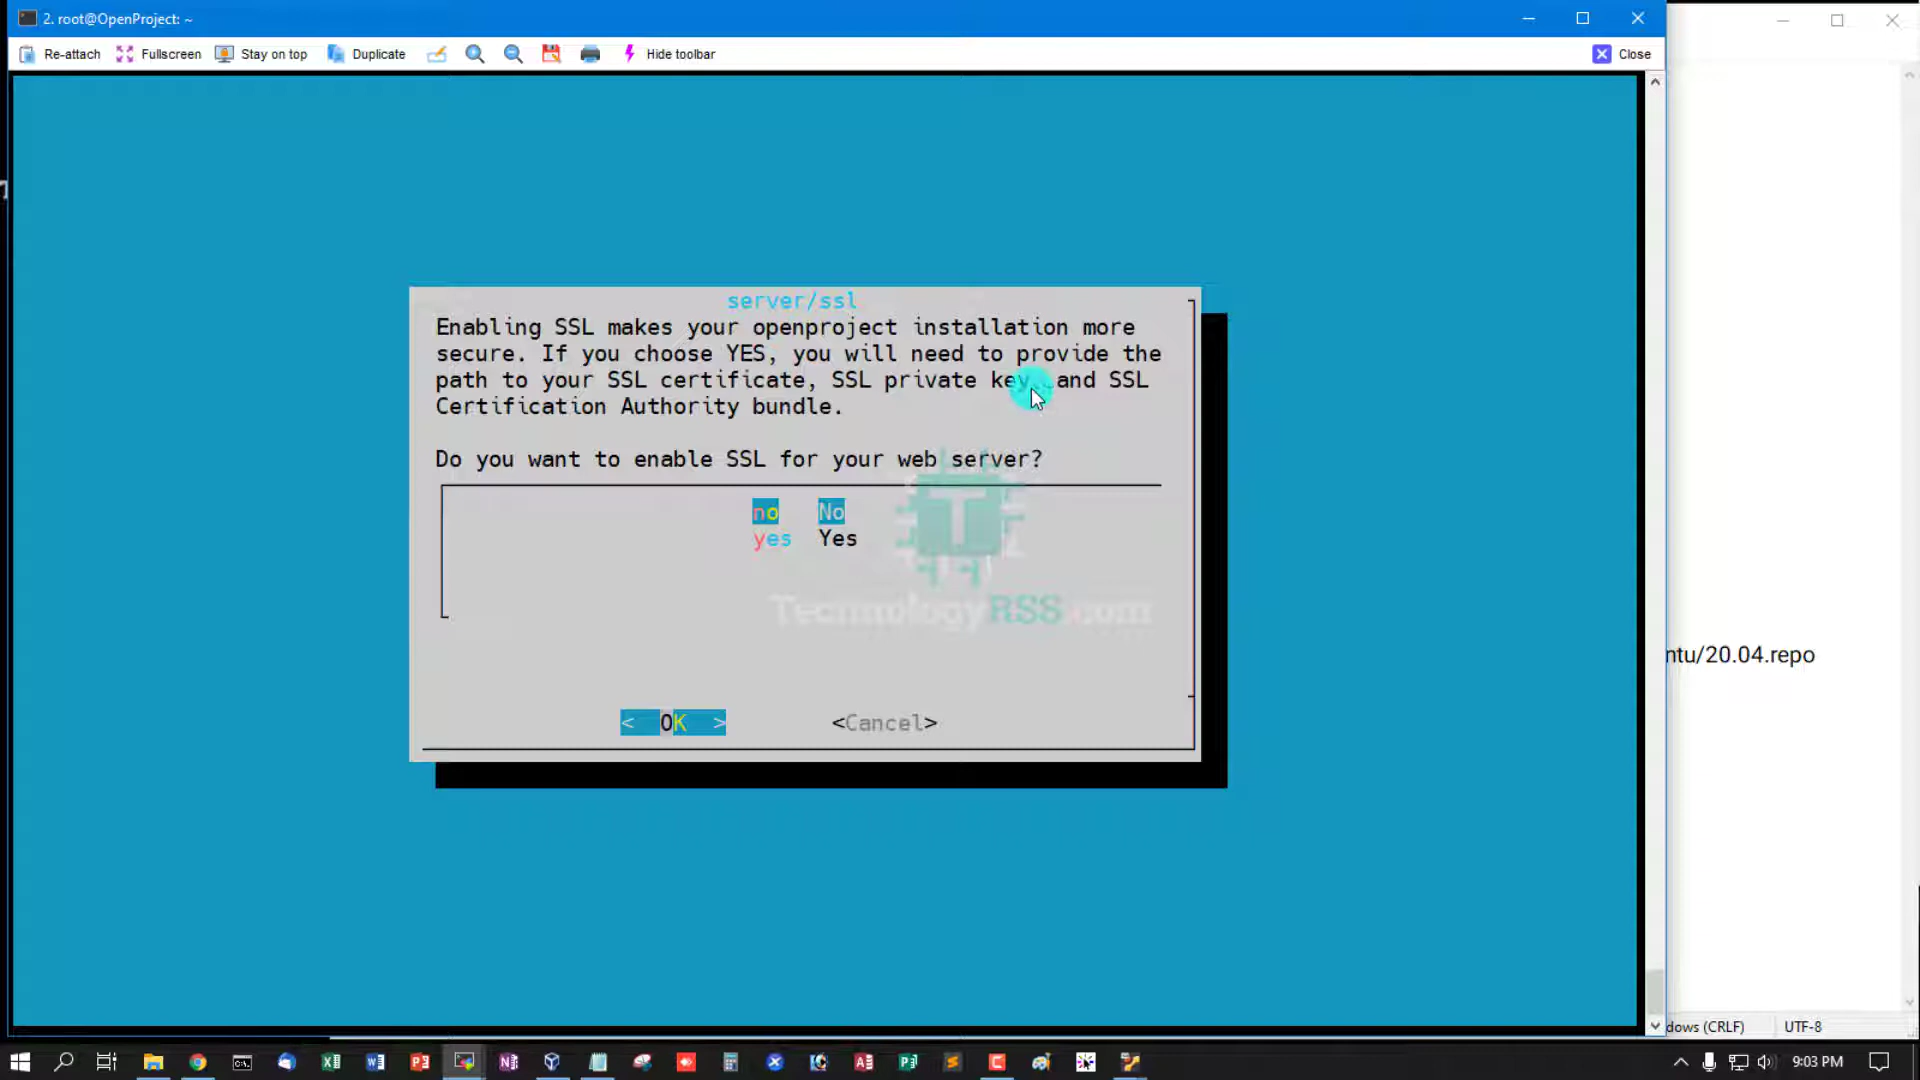 2. root@OpenProject: ~
Re-attach Fullscreen Stay on top Duplicate Hide toolbar Close
server/ssl
Enabling SSL makes your openproject installation more
secure. If you choose YES, you will need to provide the
path to your SSL certificate, SSL private key, and SSL
Certification Authority bundle.
Do you want to enable SSL for your web server?
no No
yes Yes
TechnologyRSS.com
< OK > <Cancel>
ntu/20.04.repo
dows (CRLF) UTF-8
9:03 PM